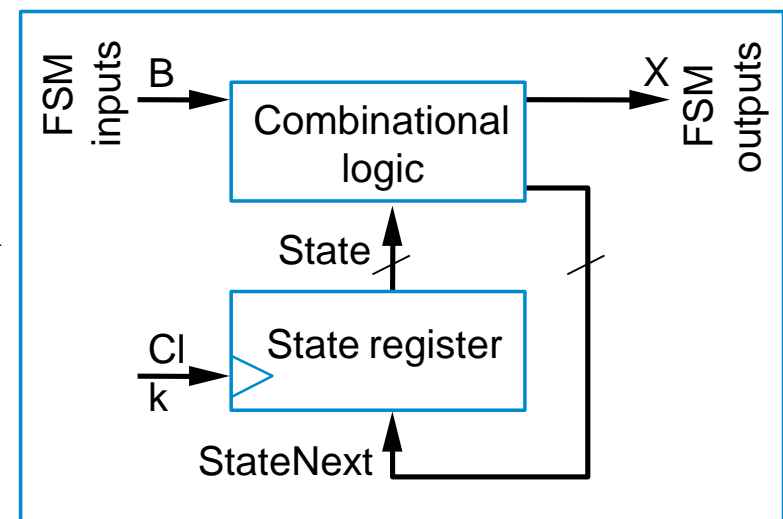 FSM
inputs
B
Combinational
logic
X
FSM
outputs
State
Cl
k
State register
StateNext